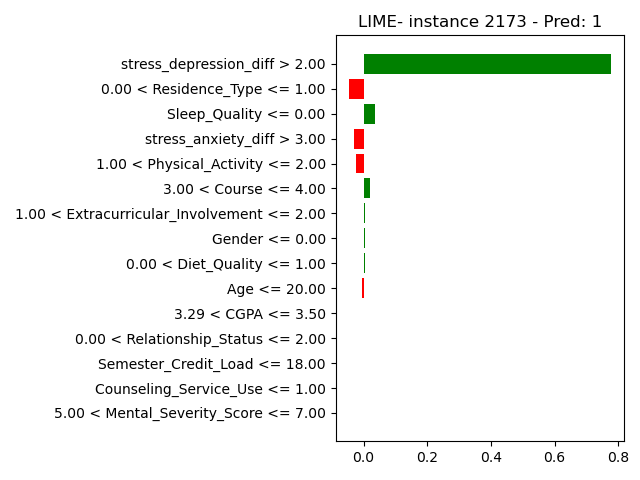 LIME- instance 2173 - Pred: 1
stress_depression_diff > 2.00
0.00 < Residence_Type <= 1.00
Sleep_Quality <= 0.00
stress_anxiety_diff > 3.00
1.00 < Physical_Activity <= 2.00
3.00 < Course <= 4.00
1.00 < Extracurricular_Involvement <= 2.00
Gender <= 0.00
0.00 < Diet_Quality <= 1.00
Age <= 20.00
3.29 < CGPA <= 3.50
0.00 < Relationship_Status <= 2.00
Semester_Credit_Load <= 18.00
Counseling_Service_Use <= 1.00
5.00 < Mental_Severity_Score <= 7.00
0.0 0.2 0.4 0.6 0.8